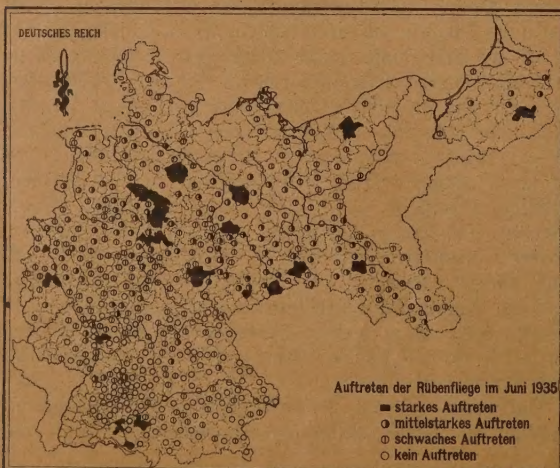 DEUTSCHES REICH
Auftreten der Rübenfliege im Juni 1935
starkes Auftreten
mittelstarkes Auftreten
schwaches Auftreten
kein Auftreten